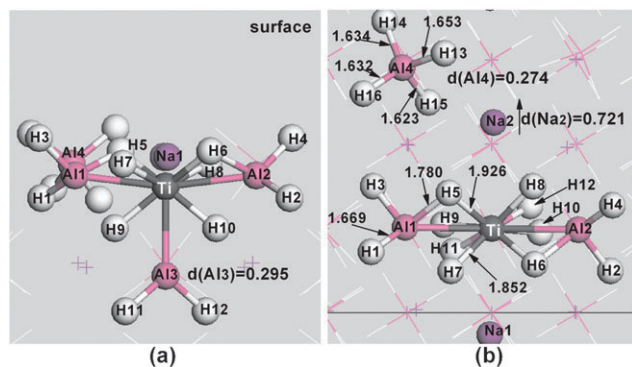 surface
H3
Al4
H5
Na1
H6
H4
Al1
H7
H8
Al2
H1
Ti
H2
H9
H10
Al3
d(Al3)=0.295
H11
H12
(a)
H14
1.653
1.634
H13
Al4
1.632
d(Al4)=0.274
H16
H15
1.623
Na2
d(Na2)=0.721
H3
1.780
H5
1.926
H8
H12
1.669
H9
H10
H4
Al1
Ti
Al2
H1
H11
H7
H6
H2
1.852
Na1
(b)